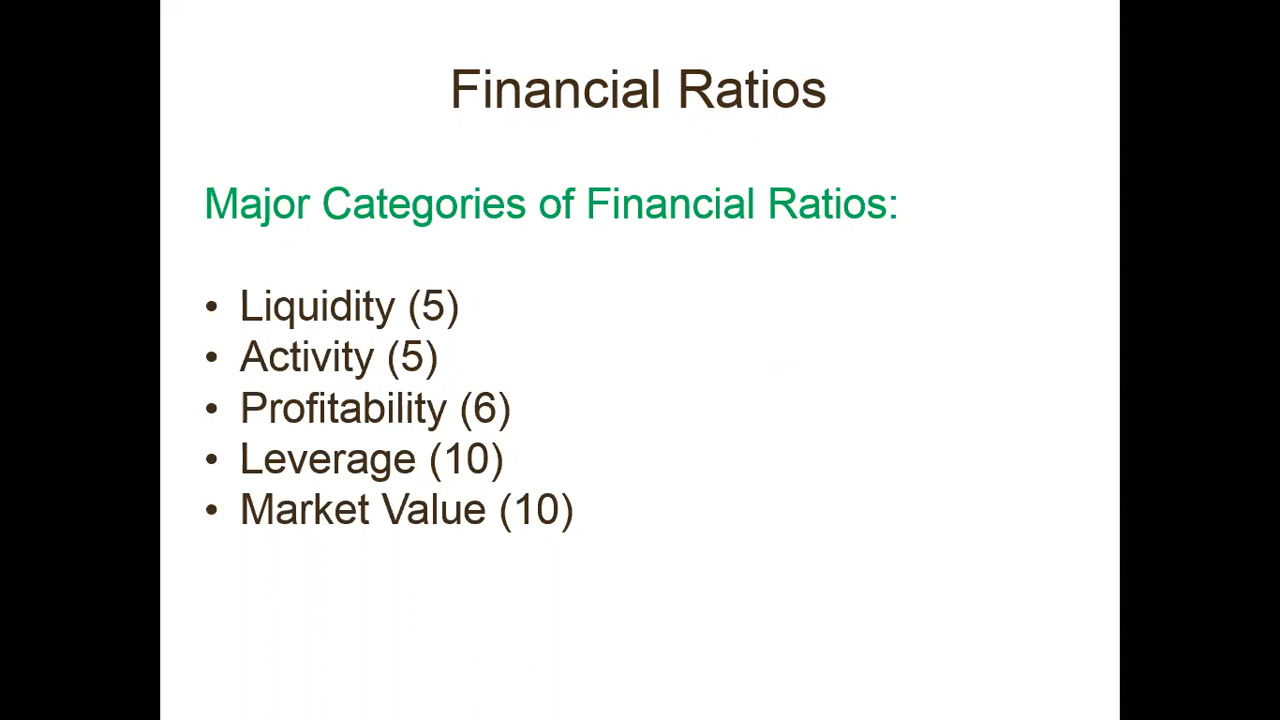 Financial Ratios
Major Categories of Financial Ratios:
• Liquidity (5)
• Activity (5)
• Profitability (6)
• Leverage (10)
• Market Value (10)